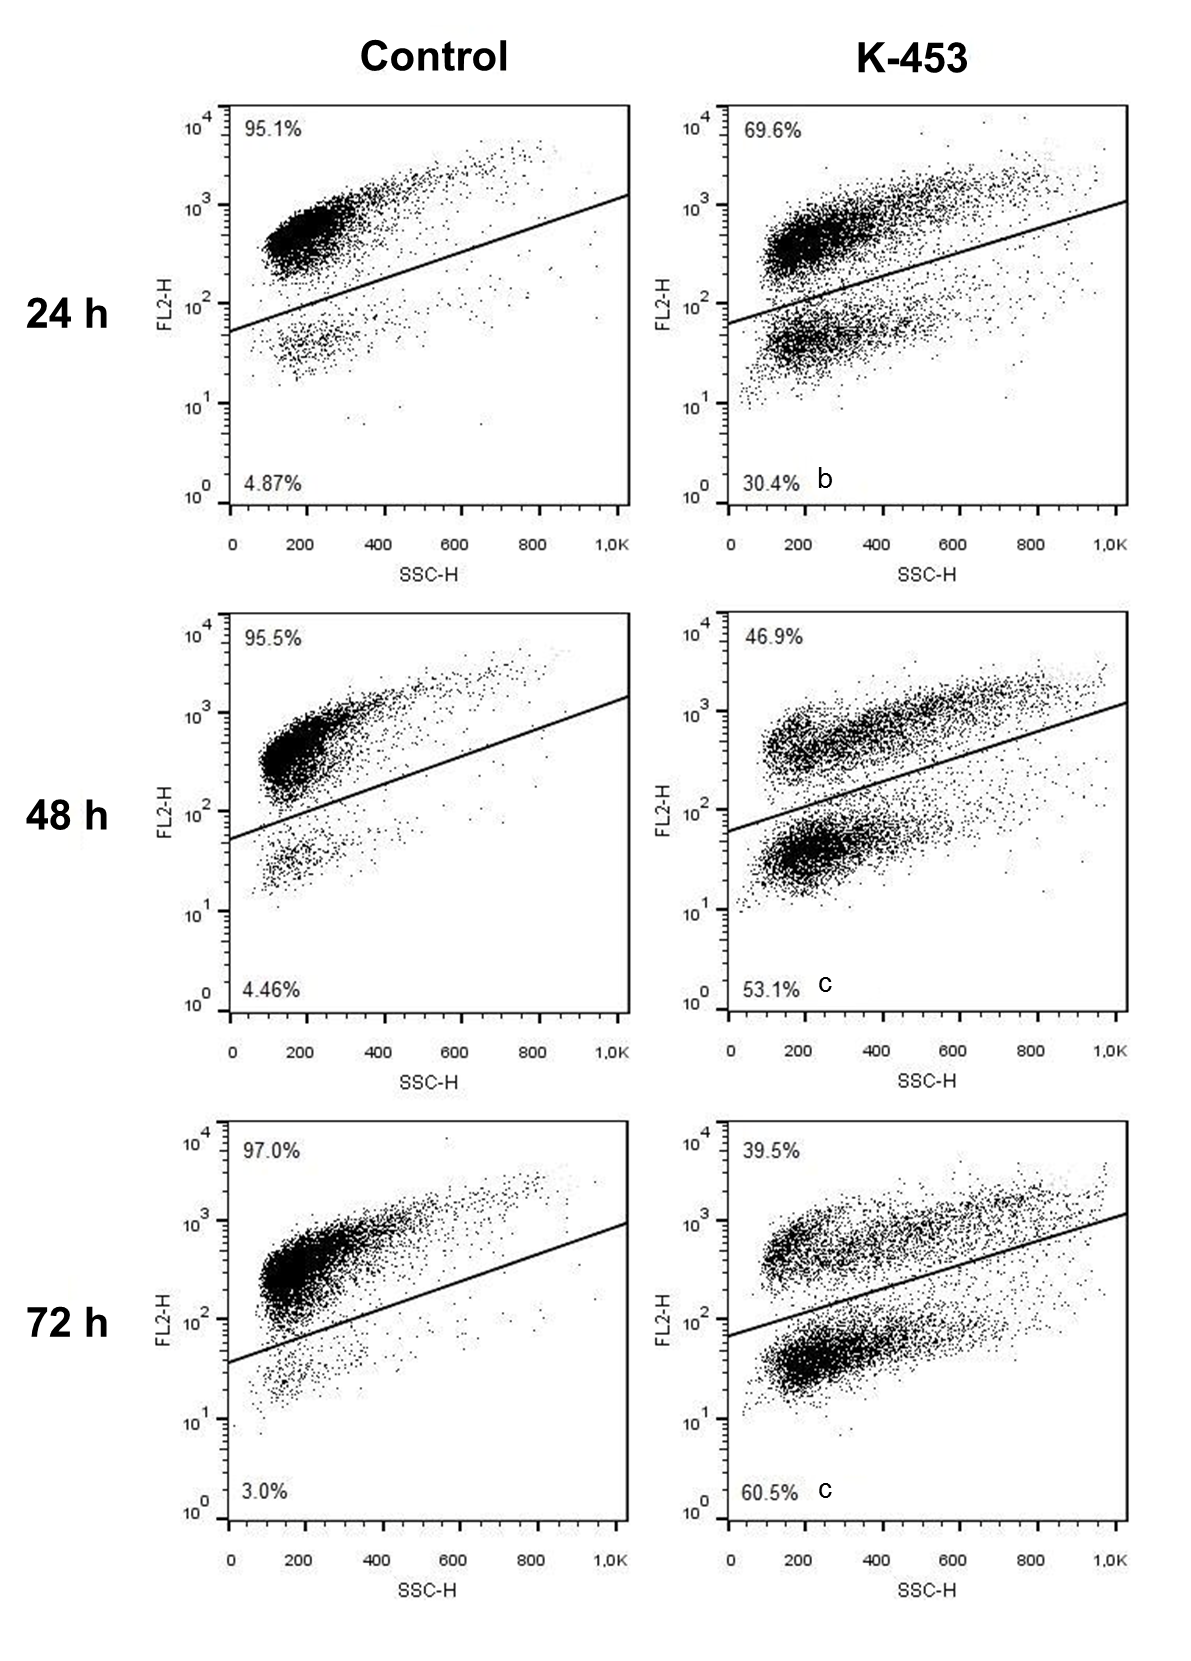 Control K-453
24 h
10^4 95.1%
10^3
10^2
10^1
10^0 4.87%
FL2-H
0 200 400 600 800 1,0K
SSC-H
10^4 69.6%
10^3
10^2
10^1
10^0 30.4% b
FL2-H
0 200 400 600 800 1,0K
SSC-H
48 h
10^4 95.5%
10^3
10^2
10^1
10^0 4.46%
FL2-H
0 200 400 600 800 1,0K
SSC-H
10^4 46.9%
10^3
10^2
10^1
10^0 53.1% c
FL2-H
0 200 400 600 800 1,0K
SSC-H
72 h
10^4 97.0%
10^3
10^2
10^1
10^0 3.0%
FL2-H
0 200 400 600 800 1,0K
SSC-H
10^4 39.5%
10^3
10^2
10^1
10^0 60.5% c
FL2-H
0 200 400 600 800 1,0K
SSC-H